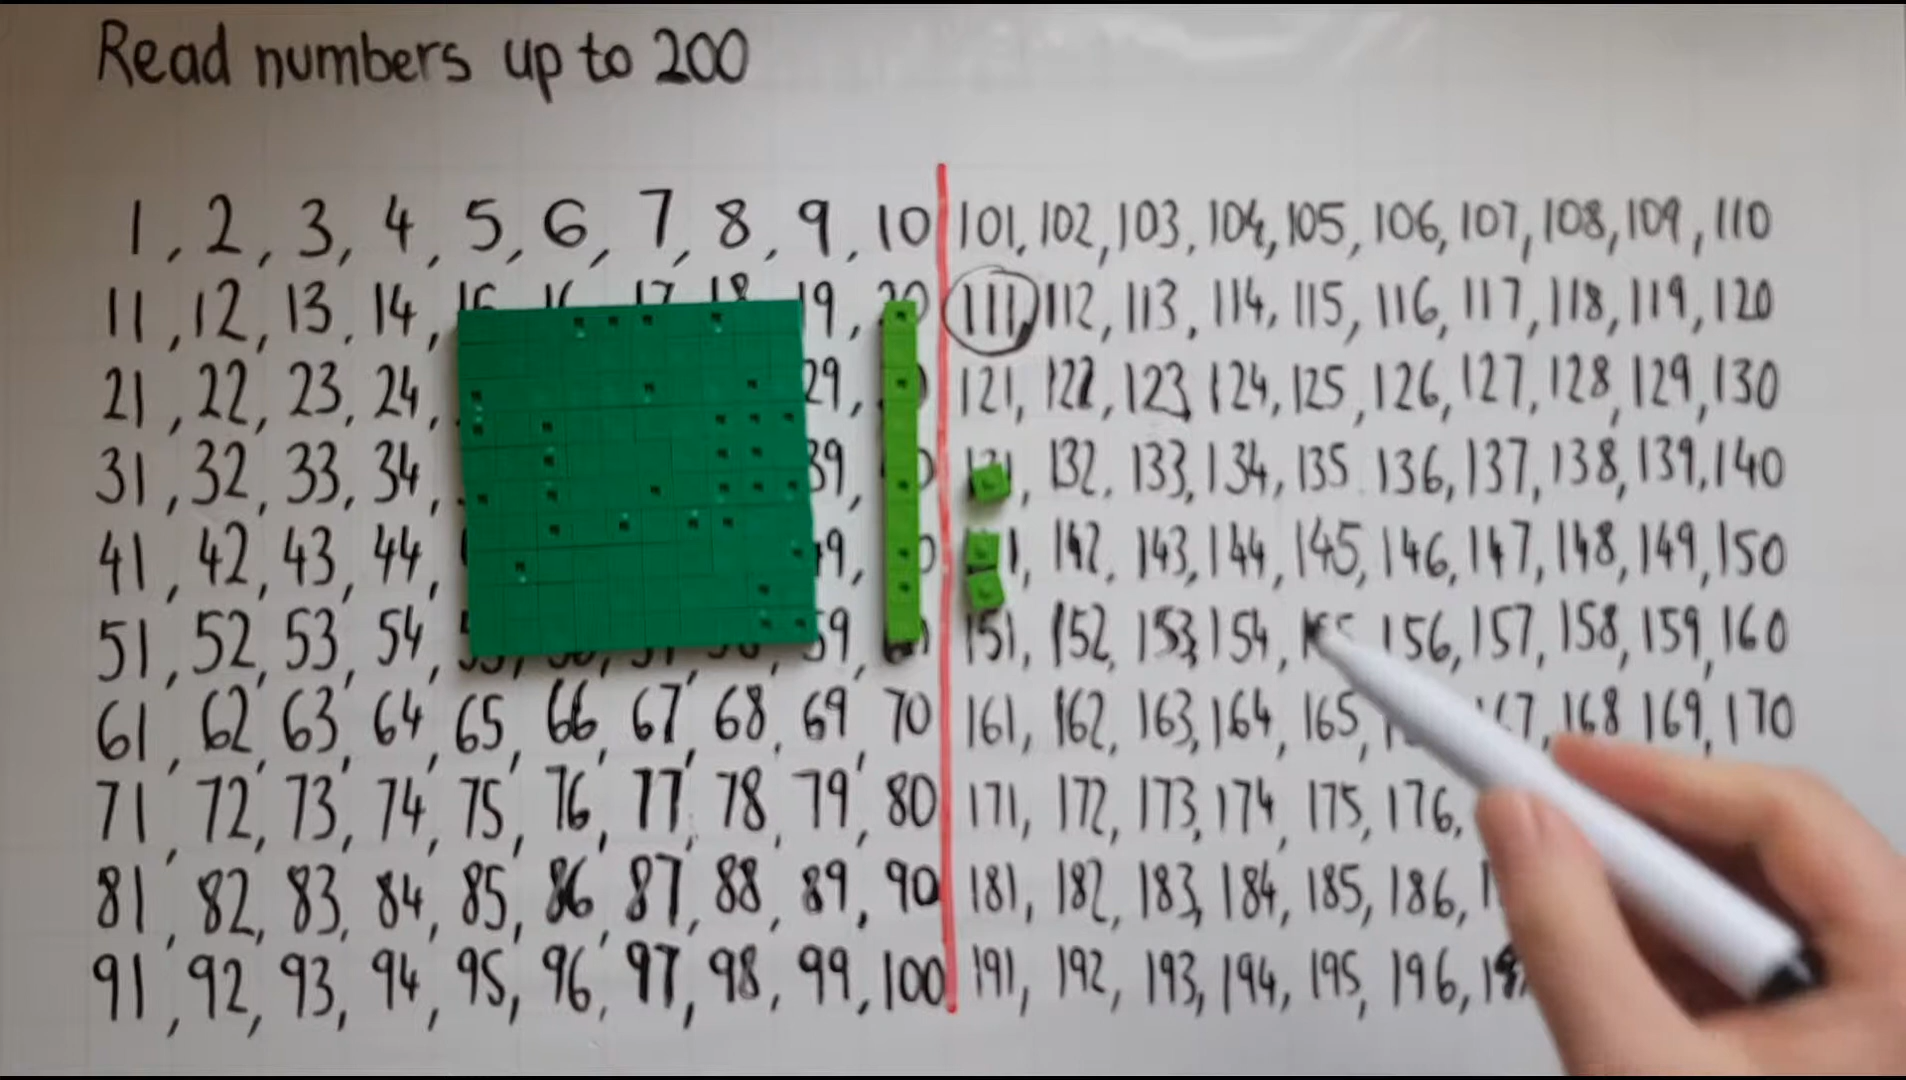 Read numbers up to 200
1, 2, 3, 4, 5, 6, 7, 8, 9, 10 101, 102, 103, 104, 105, 106, 107, 108, 109, 110
11, 12, 13, 14, 19, 111, 112, 113, 114, 115, 116, 117, 118, 119, 120
21, 22, 23, 24, 29, 121, 122, 123, 124, 125, 126, 127, 128, 129, 130
31, 32, 33, 34, 39, 132, 133, 134, 135 136, 137, 138, 139, 140
41, 42, 43, 44, 142, 143, 144, 145, 146, 147, 148, 149, 150
51, 52, 53, 54, 59, 151, 152, 153, 154, 156, 157, 158, 159, 160
61, 62, 63, 64, 65, 66, 67, 68, 69, 70 161, 162, 163, 164, 165, 168 169, 170
71, 72, 73, 74, 75, 76, 77, 78, 79, 80 171, 172, 173, 174, 175, 176,
81, 82, 83, 84, 85, 86, 87, 88, 89, 90 181, 182, 183, 184, 185, 186,
91, 92, 93, 94, 95, 96, 97, 98, 99, 100 191, 192, 193, 194, 195, 196,